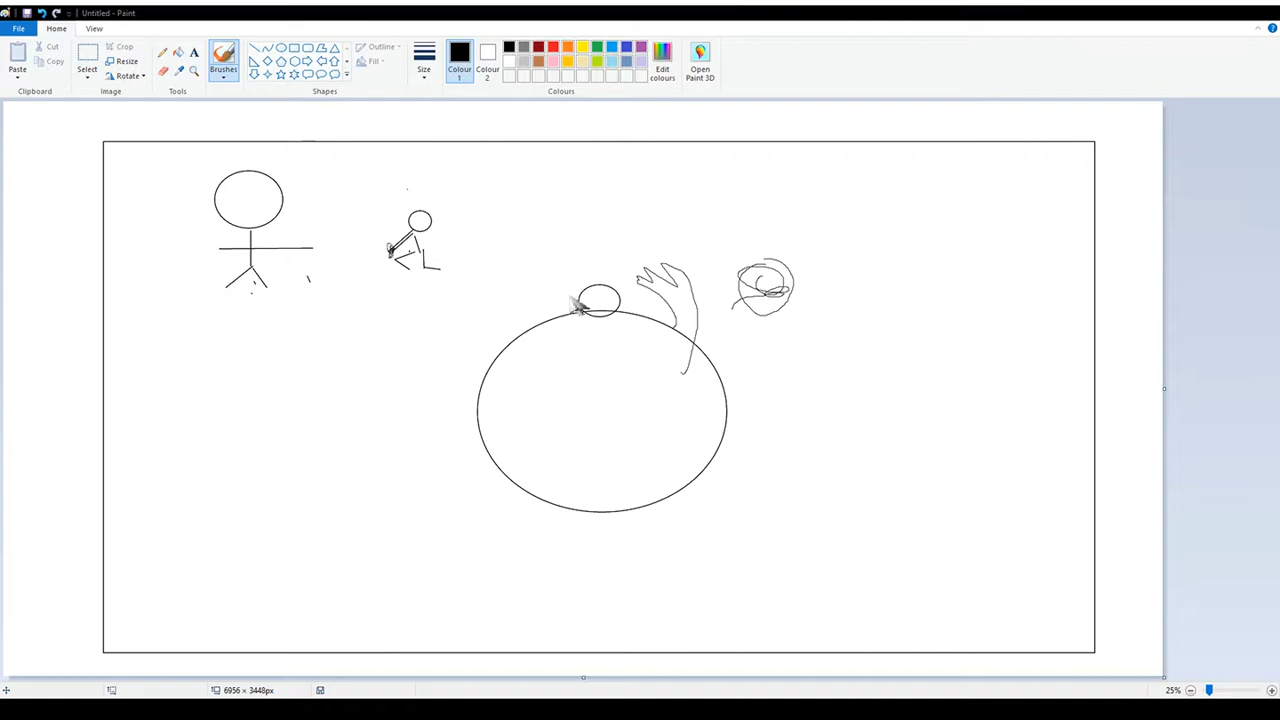 Untitled - Paint
File Home View
Paste Cut Copy Select Crop Resize Rotate A Brushes Outline Fill Size Colour 1 Colour 2 Edit colours Open Paint 3D
Clipboard Image Tools Shapes Colours
6956 × 3448px 25%